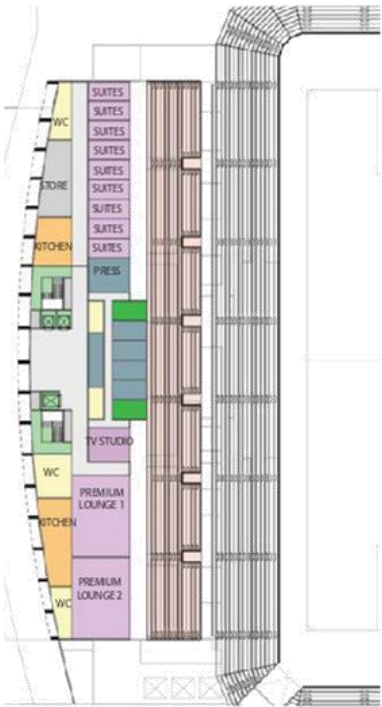 SUITES
SUITES
WC
SUITES
SUITES
SUITES
STORE
SUITES
SUITES
SUITES
KITCHEN
SUITES
PRESS
TV STUDIO
WC
PREMIUM
LOUNGE 1
KITCHEN
PREMIUM
LOUNGE 2
WC